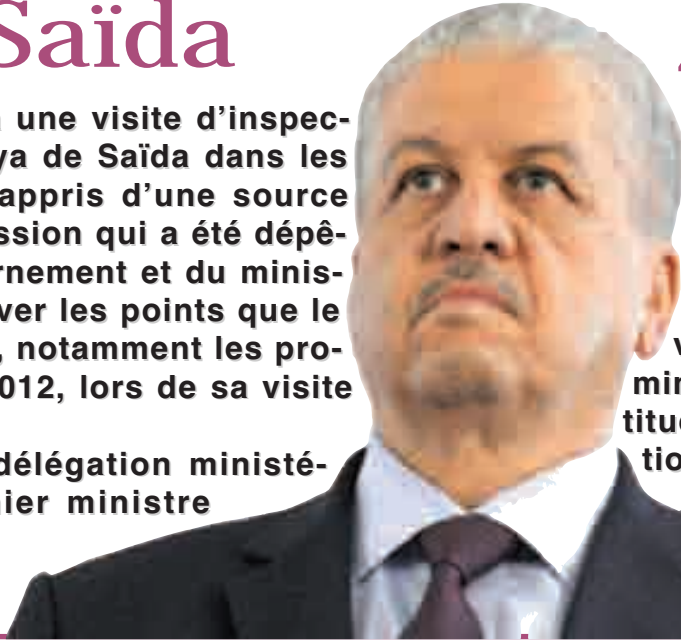 Saïda
une visite d'inspec-
ya de Saïda dans les
appris d'une source
ssion qui a été dépê-
rnement et du minis-
ver les points que le
, notamment les pro-
012, lors de sa visite
délégation ministé-
nier ministre
v
min
titu
tio